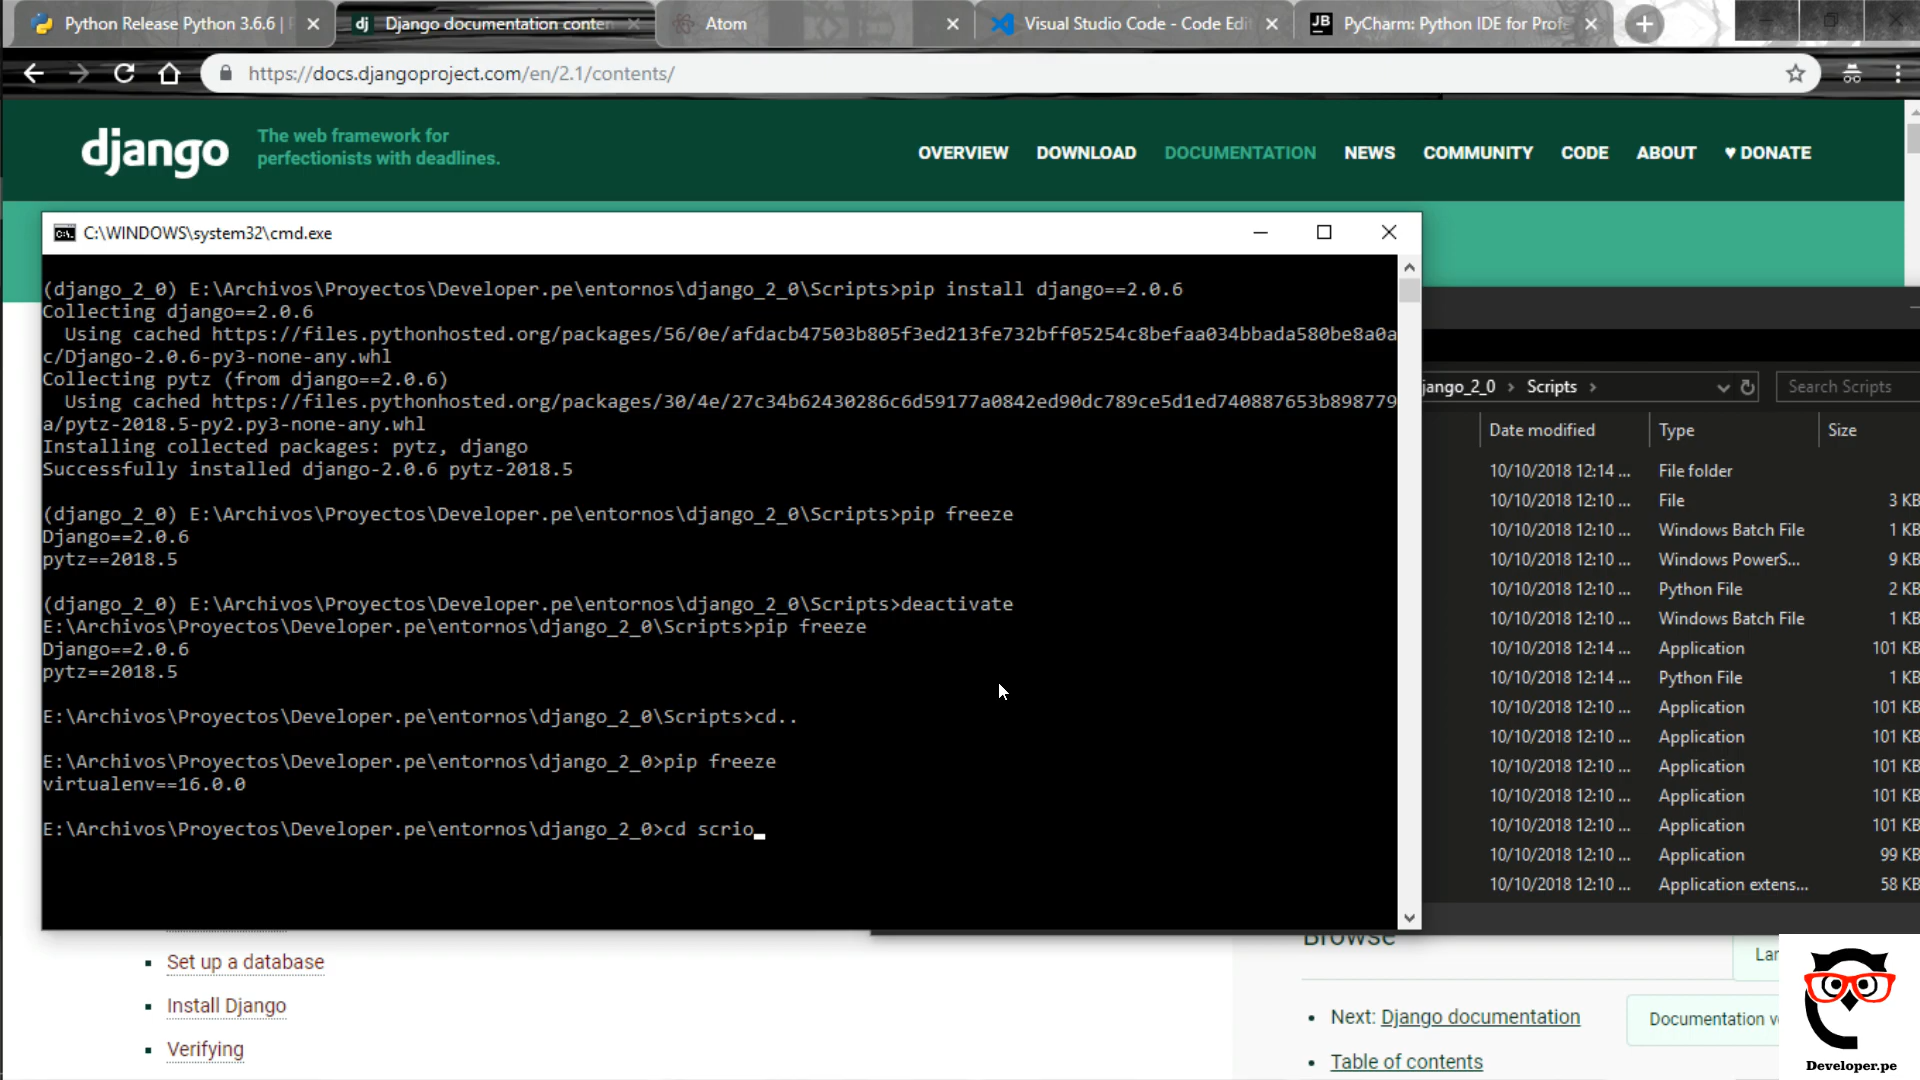 Python Release Python 3.6.6 |
dj Django documentation conten
Atom
Visual Studio Code - Code Edit
JB PyCharm: Python IDE for Profe
https://docs.djangoproject.com/en/2.1/contents/
django
The web framework for
perfectionists with deadlines.
OVERVIEW DOWNLOAD DOCUMENTATION NEWS COMMUNITY CODE ABOUT ♥ DONATE
C:\WINDOWS\system32\cmd.exe
(django_2_0) E:\Archivos\Proyectos\Developer.pe\entornos\django_2_0\Scripts>pip install django==2.0.6
Collecting django==2.0.6
Using cached https://files.pythonhosted.org/packages/56/0e/afdacb47503b805f3ed213fe732bff05254c8befaa034bbada580be8a0a
c/Django-2.0.6-py3-none-any.whl
Collecting pytz (from django==2.0.6)
Using cached https://files.pythonhosted.org/packages/30/4e/27c34b62430286c6d59177a0842ed90dc789ce5d1ed740887653b898779
a/pytz-2018.5-py2.py3-none-any.whl
Installing collected packages: pytz, django
Successfully installed django-2.0.6 pytz-2018.5
(django_2_0) E:\Archivos\Proyectos\Developer.pe\entornos\django_2_0\Scripts>pip freeze
Django==2.0.6
pytz==2018.5
(django_2_0) E:\Archivos\Proyectos\Developer.pe\entornos\django_2_0\Scripts>deactivate
E:\Archivos\Proyectos\Developer.pe\entornos\django_2_0\Scripts>pip freeze
Django==2.0.6
pytz==2018.5
E:\Archivos\Proyectos\Developer.pe\entornos\django_2_0\Scripts>cd..
E:\Archivos\Proyectos\Developer.pe\entornos\django_2_0>pip freeze
virtualenv==16.0.0
E:\Archivos\Proyectos\Developer.pe\entornos\django_2_0>cd scrio_
jango_2_0 > Scripts >
Search Scripts
Date modified Type Size
10/10/2018 12:14 ... File folder
10/10/2018 12:10 ... File 3 KB
10/10/2018 12:10 ... Windows Batch File 1 KB
10/10/2018 12:10 ... Windows PowerS... 9 KB
10/10/2018 12:10 ... Python File 2 KB
10/10/2018 12:10 ... Windows Batch File 1 KB
10/10/2018 12:14 ... Application 101 KB
10/10/2018 12:14 ... Python File 1 KB
10/10/2018 12:10 ... Application 101 KB
10/10/2018 12:10 ... Application 101 KB
10/10/2018 12:10 ... Application 101 KB
10/10/2018 12:10 ... Application 101 KB
10/10/2018 12:10 ... Application 101 KB
10/10/2018 12:10 ... Application 99 KB
10/10/2018 12:10 ... Application extens... 58 KB
Set up a database
Install Django
Verifying
Browse
Lan
Next: Django documentation
Documentation ve
Table of contents
Developer.pe